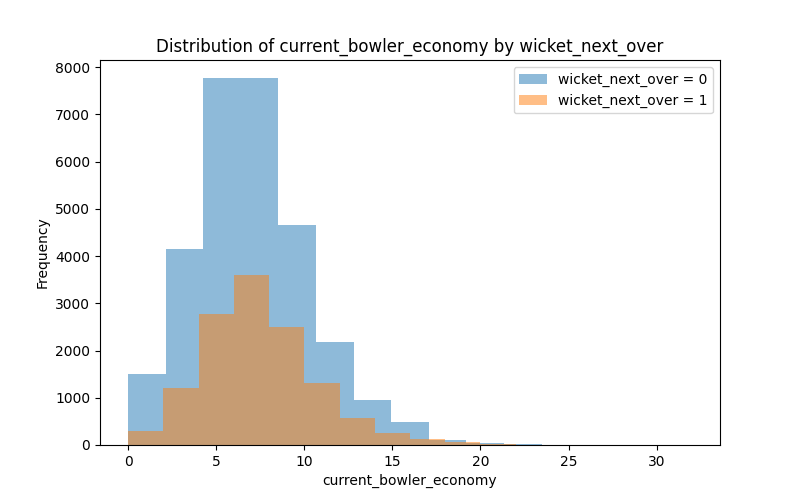 Distribution of current_bowler_economy by wicket_next_over
wicket_next_over = 0
wicket_next_over = 1
8000
7000
6000
5000
4000
3000
2000
1000
0
Frequency
0 5 10 15 20 25 30
current_bowler_economy